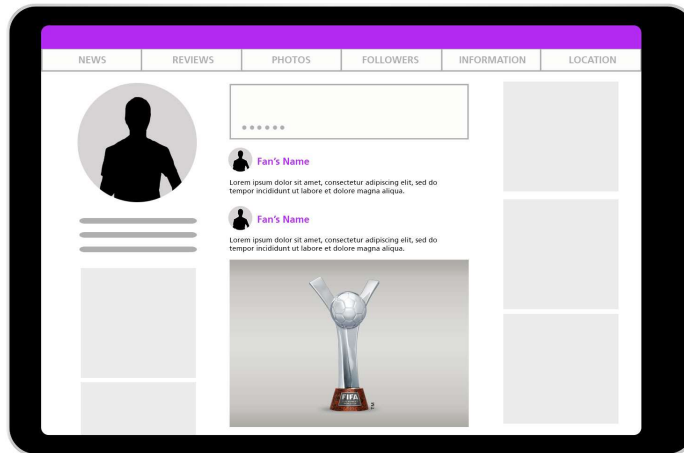 NEWS
REVIEWS
PHOTOS
FOLLOWERS
INFORMATION
LOCATION
Fan's Name
Lorem ipsum dolor sit amet, consectetur adipiscing elit, sed do
tempor incididunt ut labore et dolore magna aliqua.
Fan's Name
Lorem ipsum dolor sit amet, consectetur adipiscing elit, sed do
tempor incididunt ut labore et dolore magna aliqua.
FIFA
TM